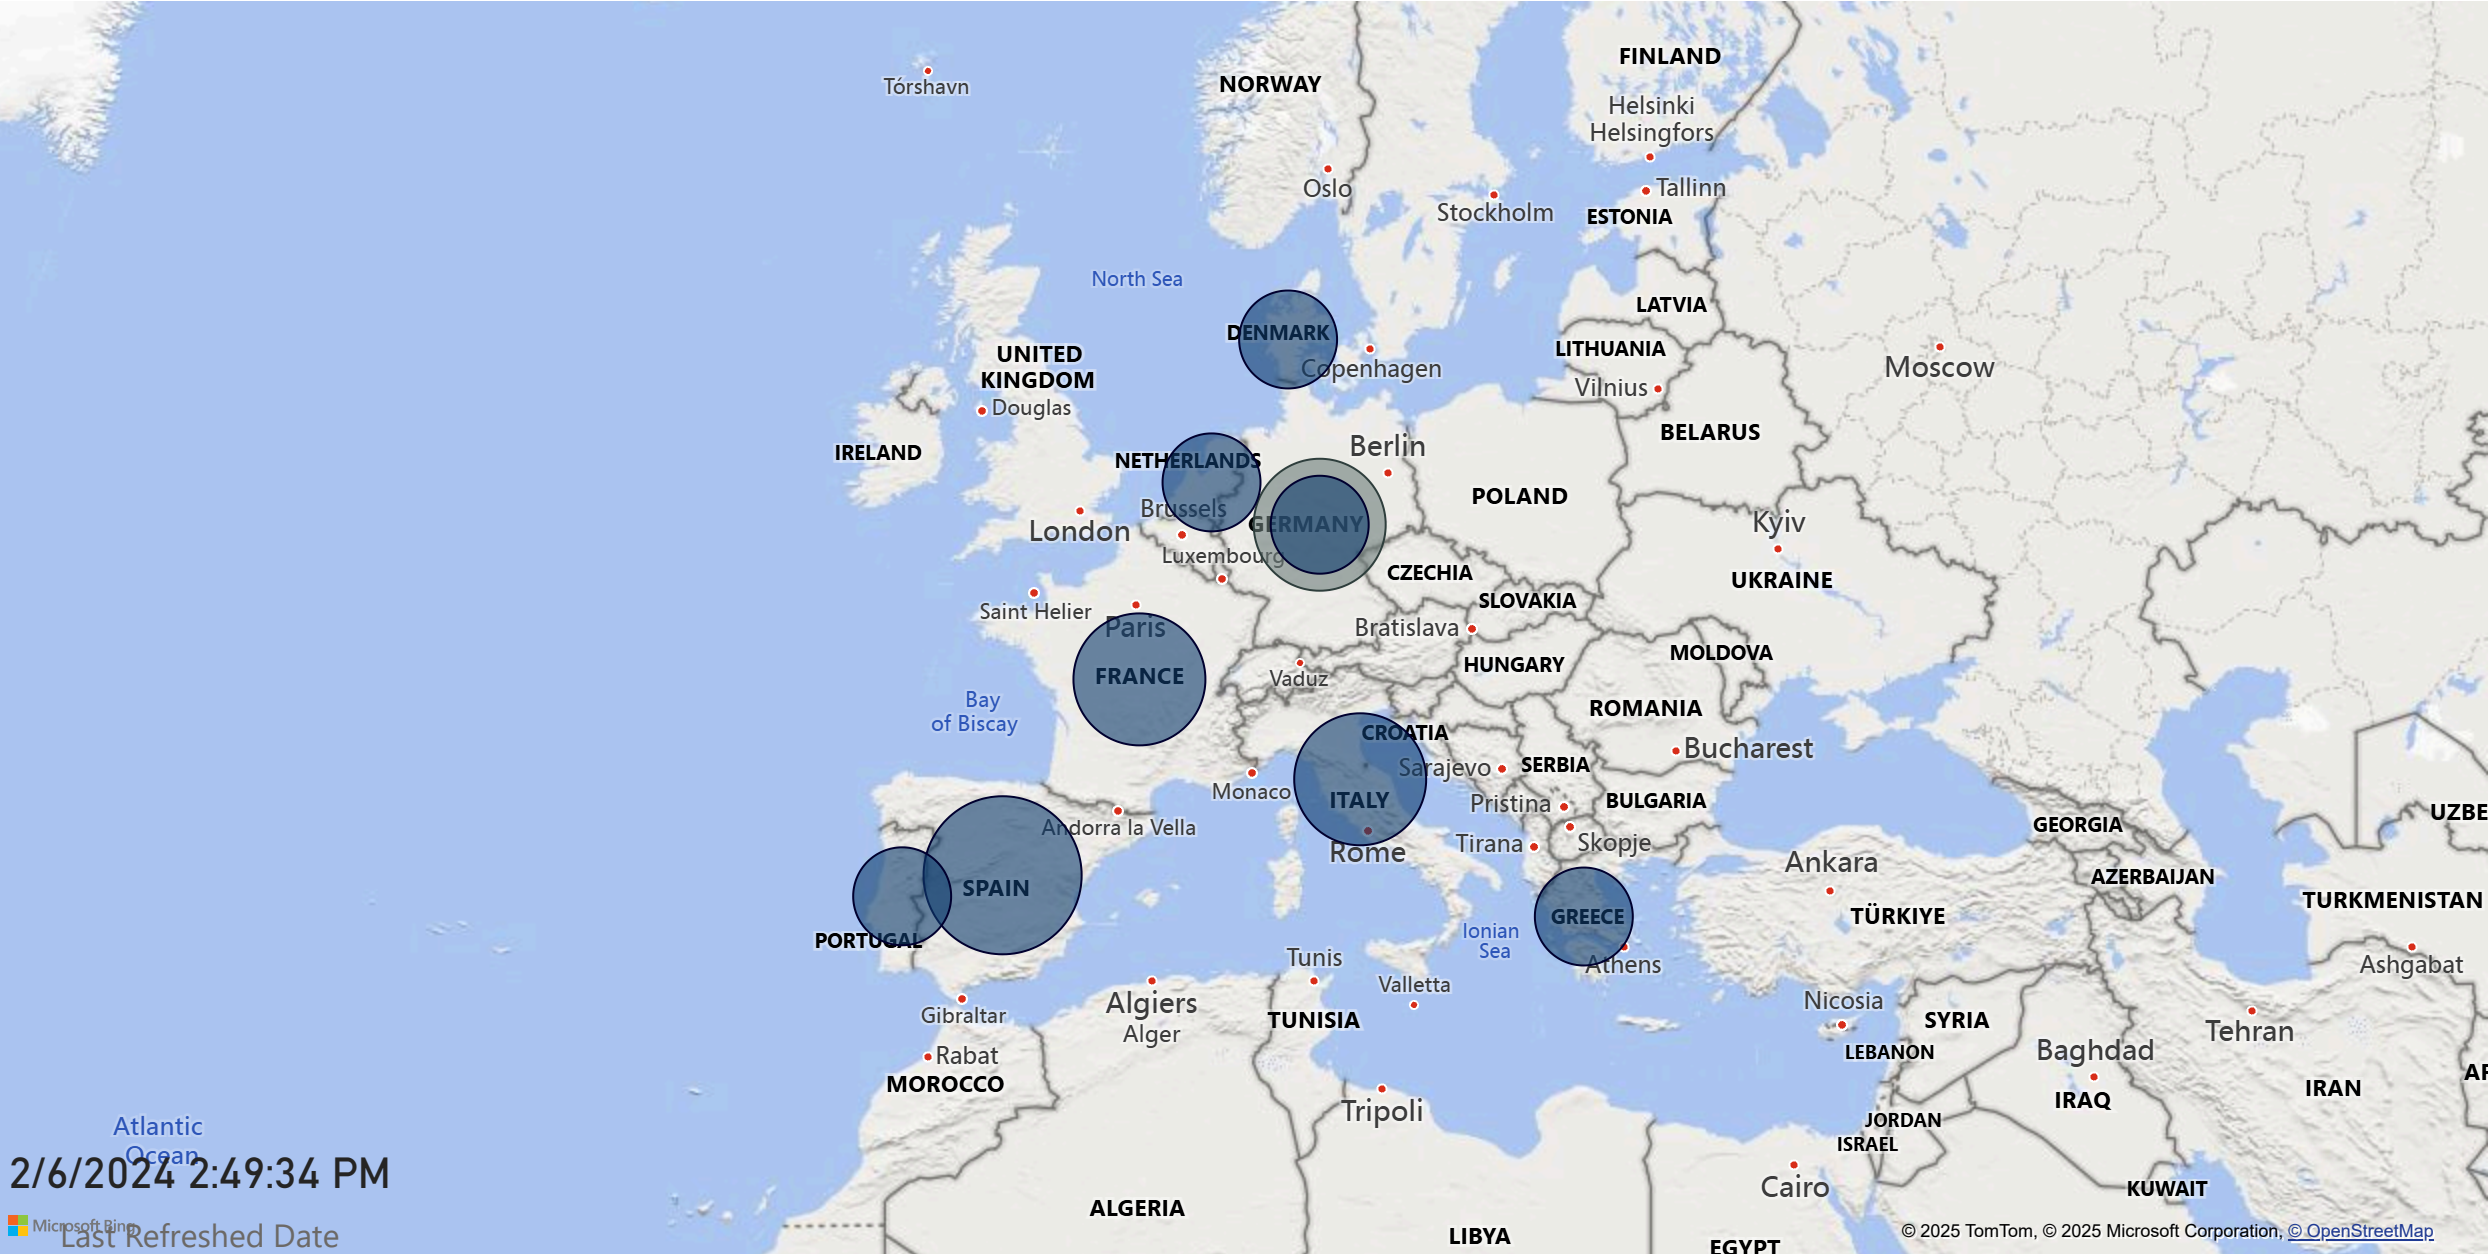 FINLAND
Tórshavn
NORWAY
Helsinki
Helsingfors
Oslo
Tallinn
Stockholm
ESTONIA
North Sea
LATVIA
DENMARK
LITHUANIA
UNITED
KINGDOM
Copenhagen
Moscow
Vilnius
Douglas
BELARUS
IRELAND
Berlin
NETHERLANDS
POLAND
Brussels
Kyiv
London
GERMANY
Luxembourg
CZECHIA
UKRAINE
SLOVAKIA
Saint Helier
Paris
Bratislava
MOLDOVA
HUNGARY
FRANCE
Vaduz
Bay
of Biscay
ROMANIA
CROATIA
Bucharest
Sarajevo
SERBIA
Monaco
ITALY
Pristina
BULGARIA
UZBE
GEORGIA
Andorra la Vella
Tirana
Skopje
Rome
Ankara
AZERBAIJAN
SPAIN
TURKMENISTAN
GREECE
TÜRKIYE
PORTUGAL
Ionian
Sea
Tunis
Athens
Ashgabat
Valletta
Algiers
Alger
Nicosia
Gibraltar
TUNISIA
SYRIA
Tehran
Rabat
LEBANON
Baghdad
MOROCCO
AF
IRAN
IRAQ
Tripoli
JORDAN
Atlantic
Ocean
ISRAEL
2/6/2024 2:49:34 PM
Cairo
KUWAIT
ALGERIA
Microsoft Bing
Last Refreshed Date
LIBYA
EGYPT
© 2025 TomTom, © 2025 Microsoft Corporation, © OpenStreetMap